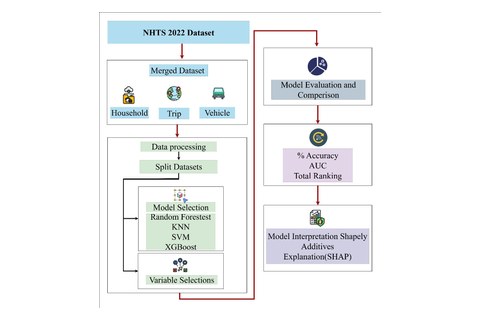 NHTS 2022 Dataset
Merged Dataset
Household
Trip
Vehicle
Data processing
Split Datasets
Model Selection
Random Forestest
KNN
SVM
XGBoost
Variable Selections
Model Evaluation and
Comparison
% Accuracy
AUC
Total Ranking
Model Interpretation Shapely
Additives
Explanation(SHAP)